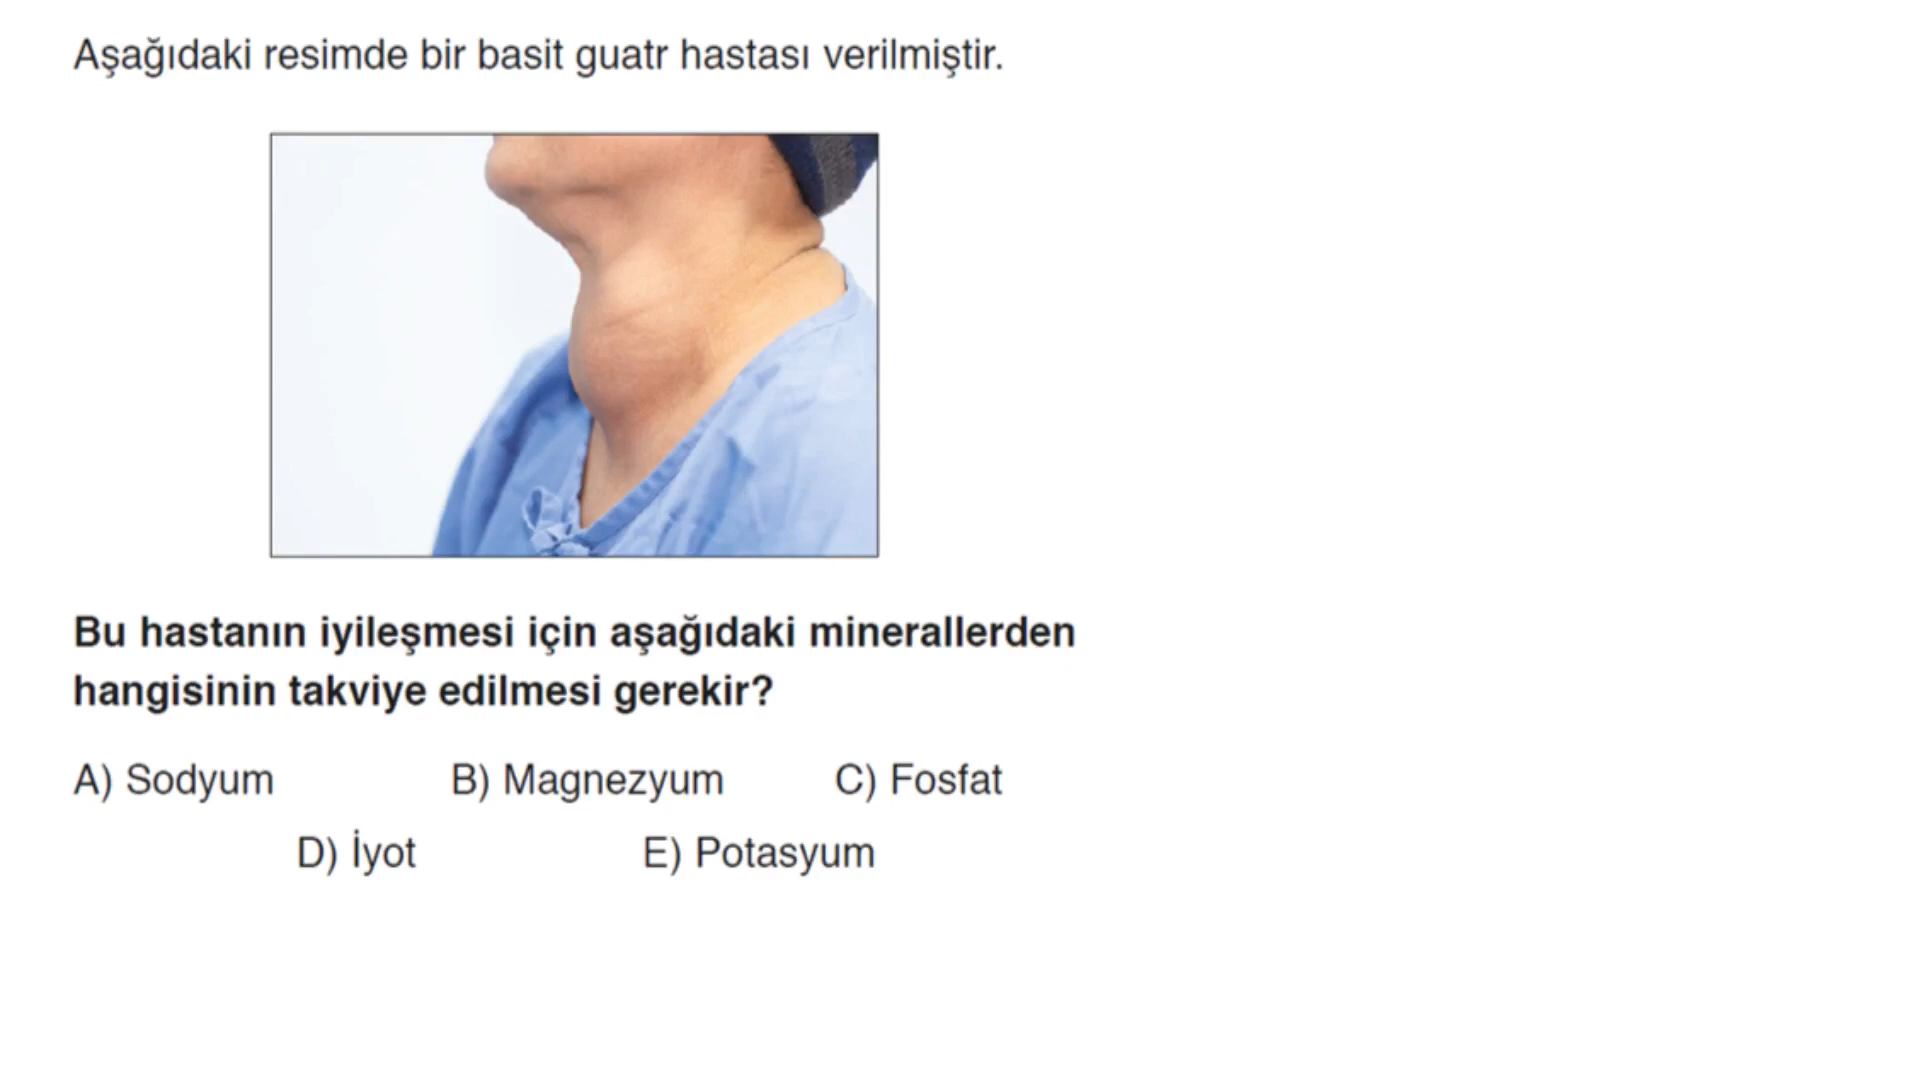 Aşağıdaki resimde bir basit guatr hastası verilmiştir.
Bu hastanın iyileşmesi için aşağıdaki minerallerden
hangisinin takviye edilmesi gerekir?
A) Sodyum B) Magnezyum C) Fosfat
D) İyot E) Potasyum